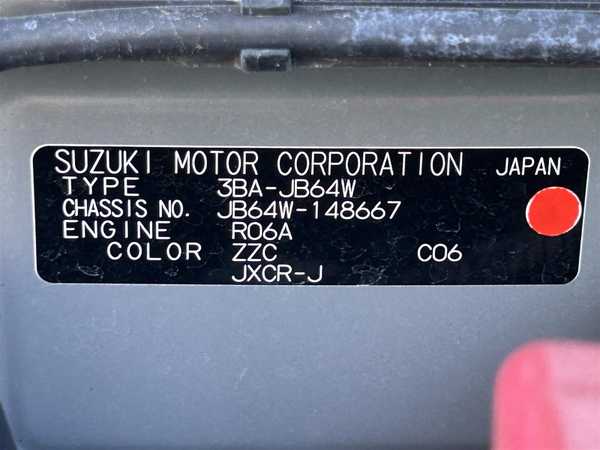 SUZUKI MOTOR CORPORATION JAPAN
TYPE 3BA-JB64W
CHASSIS NO. JB64W-148667
ENGINE R06A
COLOR ZZC C06
JXCR-J